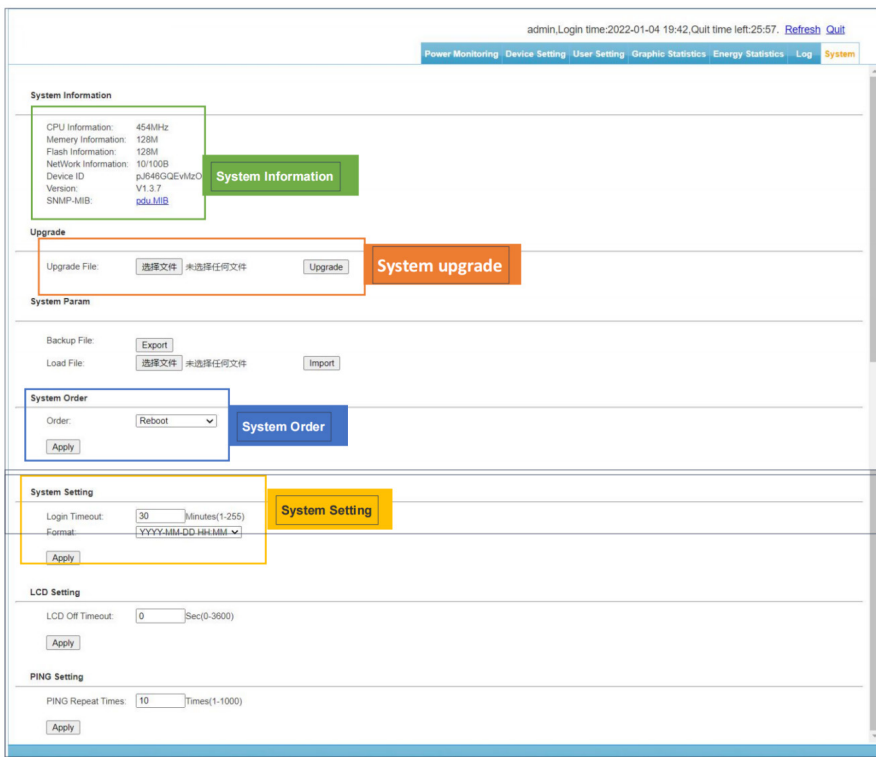 admin,Login time:2022-01-04 19:42,Quit time left:25:57. Refresh Quit
Power Monitoring Device Setting User Setting Graphic Statistics Energy Statistics Log System
System Information
CPU Information: 454MHz
Memery Information: 128M
Flash Information: 128M
NetWork Information: 10/100B
Device ID pJ646GQEvMzO
Version: V1.3.7
SNMP-MIB: pdu.MIB
System Information
Upgrade
Upgrade File: 选择文件 未选择任何文件 Upgrade
System upgrade
System Param
Backup File: Export
Load File: 选择文件 未选择任何文件 Import
System Order
Order: Reboot
Apply
System Order
System Setting
Login Timeout: 30 Minutes(1-255)
Format: YYYY-MM-DD HH:MM
Apply
System Setting
LCD Setting
LCD Off Timeout: 0 Sec(0-3600)
Apply
PING Setting
PING Repeat Times: 10 Times(1-1000)
Apply